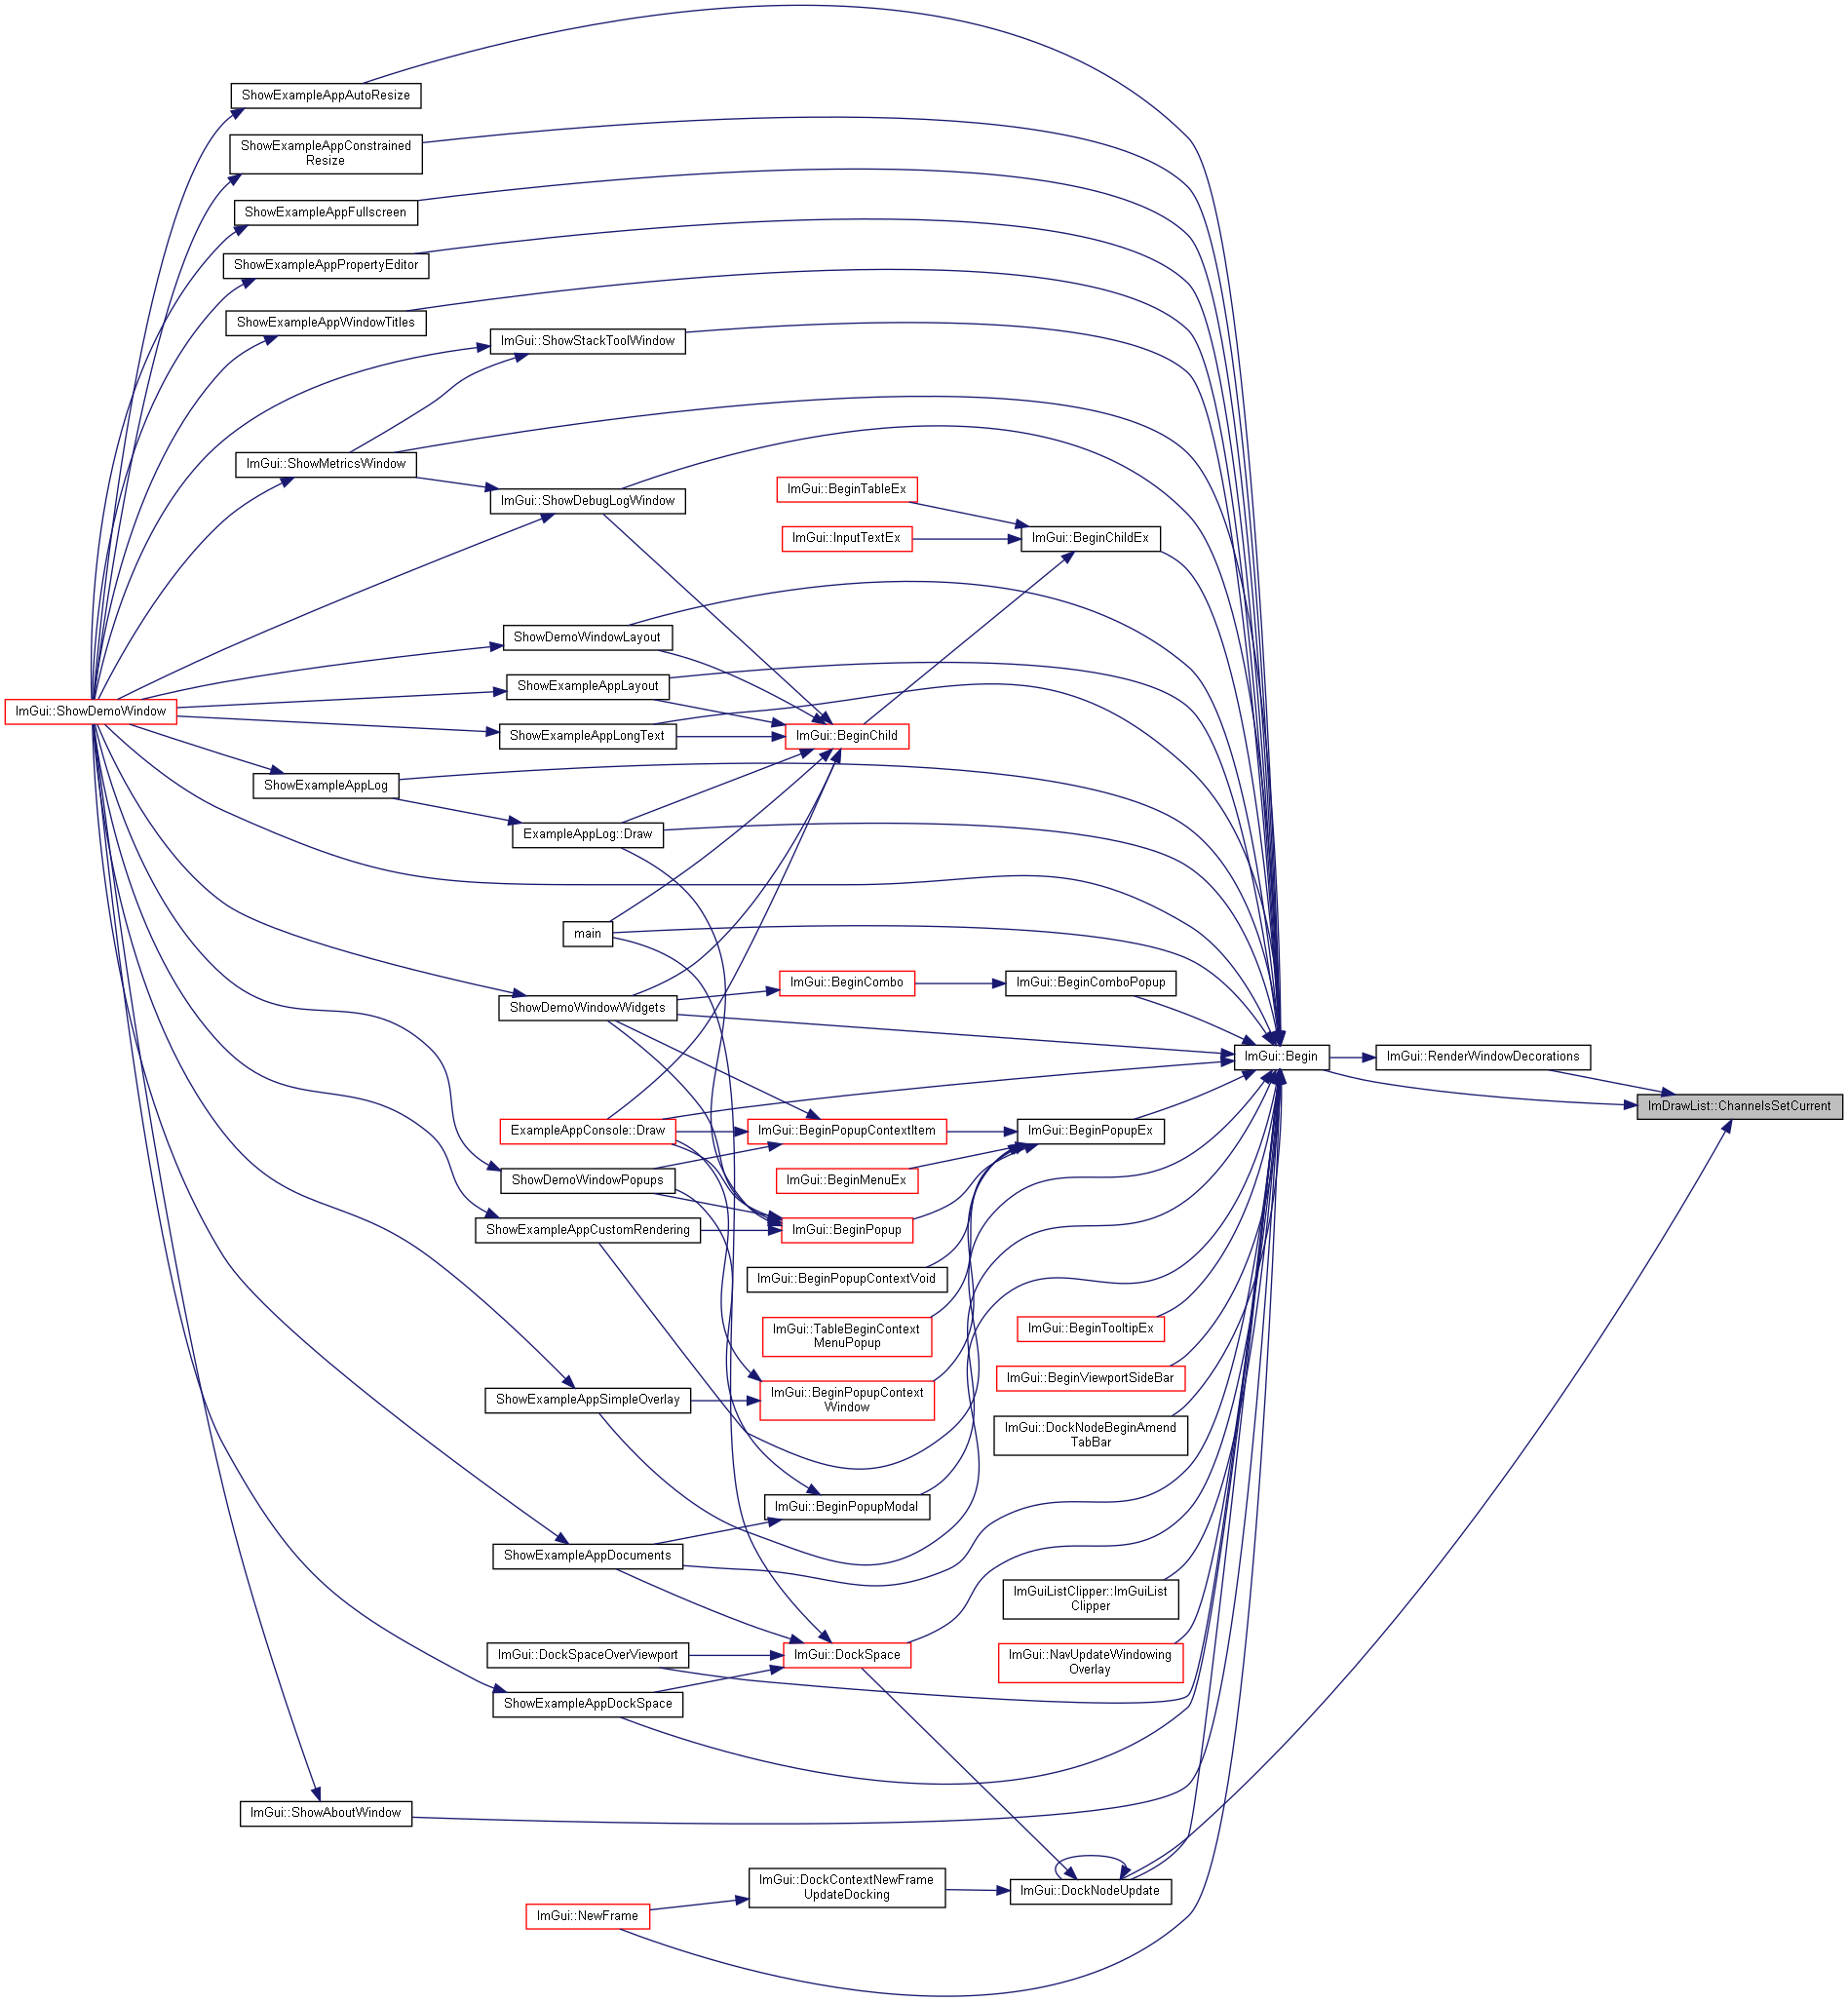 ShowExampleAppAutoResize
ShowExampleAppConstrained
Resize
ShowExampleAppFullscreen
ShowExampleAppPropertyEditor
ShowExampleAppWindowTitles
ImGui::ShowStackToolWindow
ImGui::ShowMetricsWindow
ImGui::ShowDebugLogWindow
ImGui::BeginTableEx
ImGui::InputTextEx
ImGui::BeginChildEx
ShowDemoWindowLayout
ShowExampleAppLayout
ImGui::ShowDemoWindow
ShowExampleAppLongText
ImGui::BeginChild
ShowExampleAppLog
ExampleAppLog::Draw
main
ImGui::BeginCombo
ImGui::BeginComboPopup
ShowDemoWindowWidgets
ImGui::Begin
ImGui::RenderWindowDecorations
ImDrawList::ChannelsSetCurrent
ExampleAppConsole::Draw
ImGui::BeginPopupContextItem
ImGui::BeginPopupEx
ShowDemoWindowPopups
ImGui::BeginMenuEx
ShowExampleAppCustomRendering
ImGui::BeginPopup
ImGui::BeginPopupContextVoid
ImGui::TableBeginContext
MenuPopup
ImGui::BeginTooltipEx
ImGui::BeginViewportSideBar
ShowExampleAppSimpleOverlay
ImGui::BeginPopupContext
Window
ImGui::DockNodeBeginAmend
TabBar
ImGui::BeginPopupModal
ShowExampleAppDocuments
ImGuiListClipper::ImGuiList
Clipper
ImGui::DockSpaceOverViewport
ImGui::DockSpace
ImGui::NavUpdateWindowing
Overlay
ShowExampleAppDockSpace
ImGui::ShowAboutWindow
ImGui::DockContextNewFrame
UpdateDocking
ImGui::DockNodeUpdate
ImGui::NewFrame